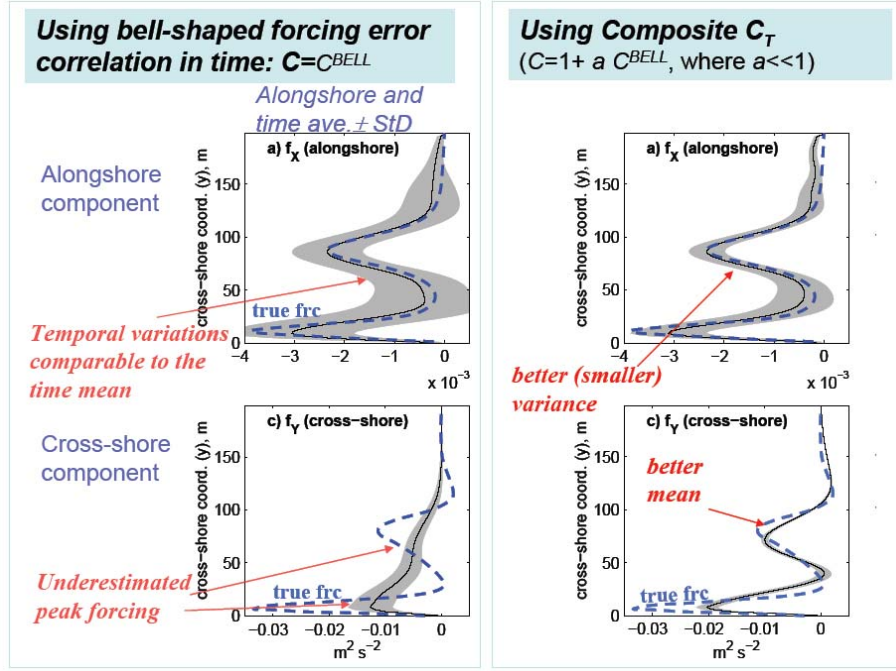 Using bell-shaped forcing error
correlation in time: C=C^BELL
Alongshore and
time ave.± StD
Alongshore
component
a) f_X (alongshore)
cross-shore coord. (y), m
150
100
50
0
true frc
−4
−3
−2
−1
0
x 10^−3
Temporal variations
comparable to the
time mean
Cross-shore
component
c) f_Y (cross−shore)
cross-shore coord. (y), m
150
100
50
0
true frc
−0.03
−0.02
−0.01
0
m² s^−2
Underestimated
peak forcing
Using Composite C_T
(C=1+ a C^BELL, where a<<1)
a) f_X (alongshore)
cross-shore coord. (y), m
150
100
50
0
−4
−3
−2
−1
0
x 10^−3
better (smaller)
variance
c) f_Y (cross−shore)
cross-shore coord. (y), m
150
100
50
0
better
mean
true frc
−0.03
−0.02
−0.01
0
m² s^−2